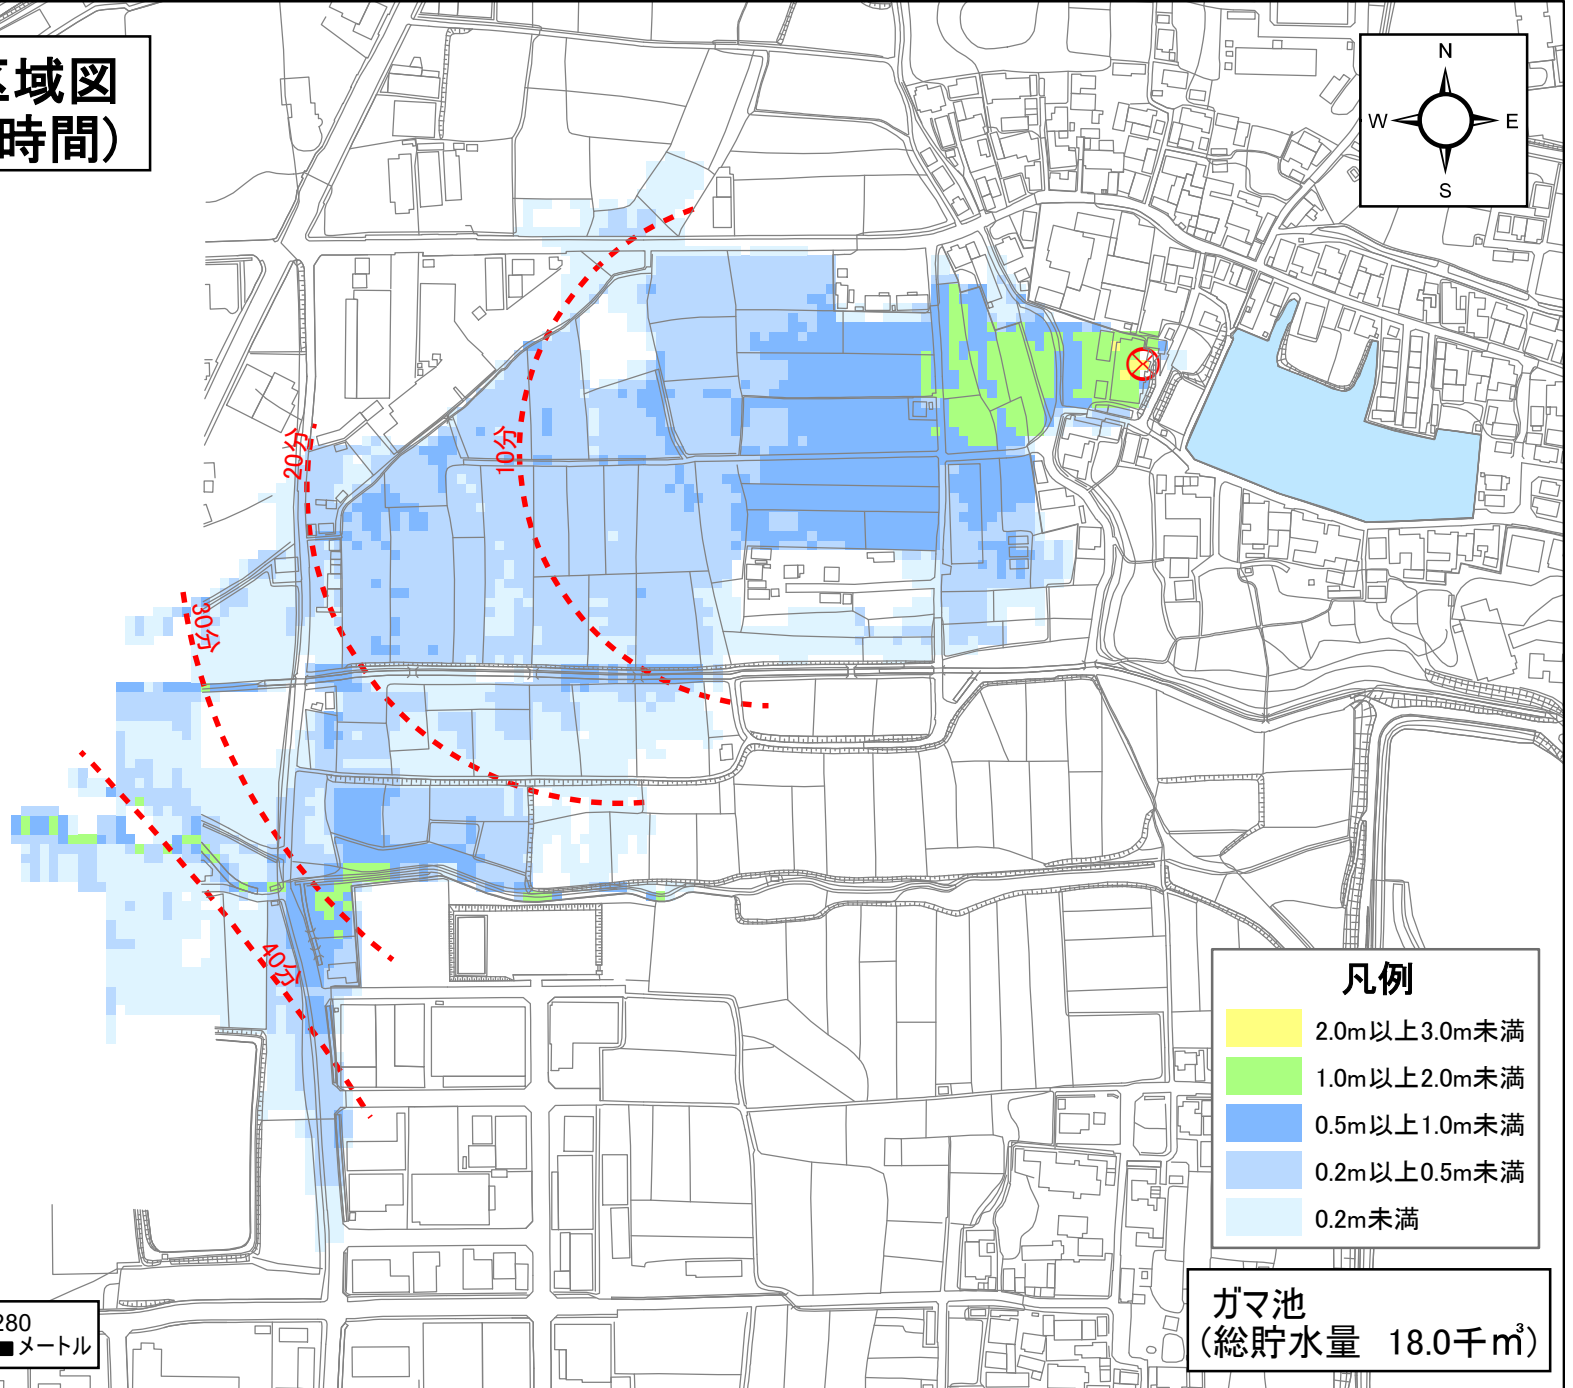 区域図
時間）
N
W
E
S
10分
20分
30分
40分
凡例
2.0m以上3.0m未満
1.0m以上2.0m未満
0.5m以上1.0m未満
0.2m以上0.5m未満
0.2m未満
280
メートル
ガマ池
（総貯水量　18.0千㎥）